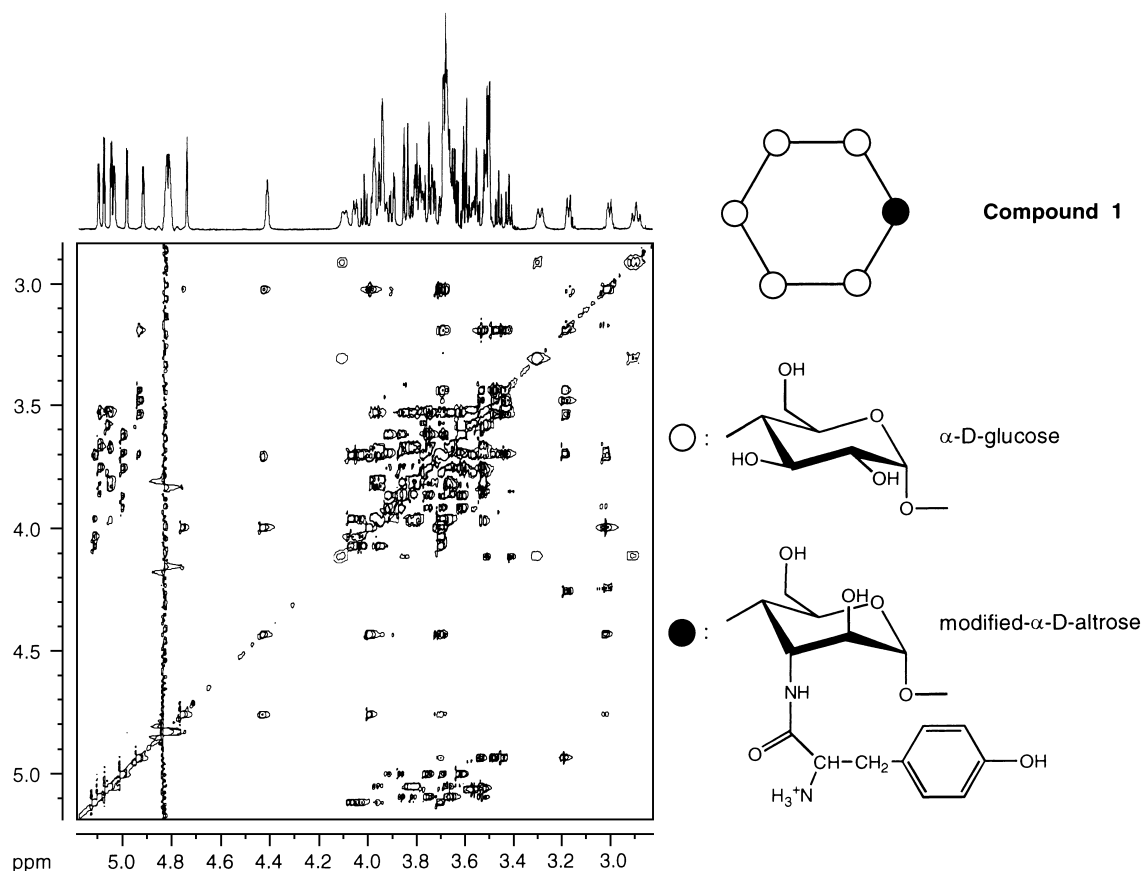 Compound 1
3.0
3.5
4.0
4.5
5.0
ppm
5.0 4.8 4.6 4.4 4.2 4.0 3.8 3.6 3.4 3.2 3.0
OH
O
HO
OH
O
: α-D-glucose
OH
OH
O
O
: modified-α-D-altrose
NH
O
CH
CH₂
OH
H₃⁺N